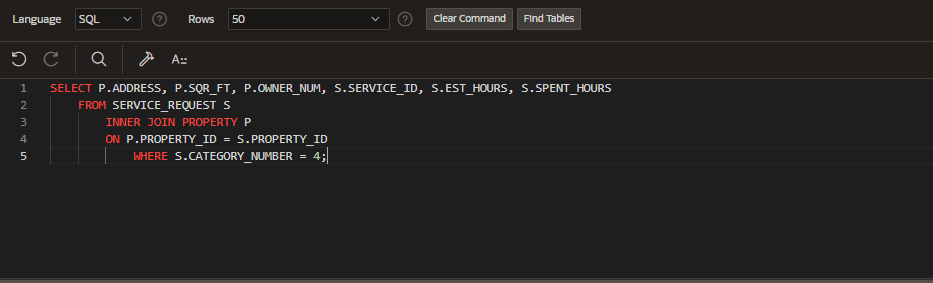 Language SQL ? Rows 50 ? Clear Command Find Tables
A::
1 SELECT P.ADDRESS, P.SQR_FT, P.OWNER_NUM, S.SERVICE_ID, S.EST_HOURS, S.SPENT_HOURS
2 FROM SERVICE_REQUEST S
3 INNER JOIN PROPERTY P
4 ON P.PROPERTY_ID = S.PROPERTY_ID
5 WHERE S.CATEGORY_NUMBER = 4;